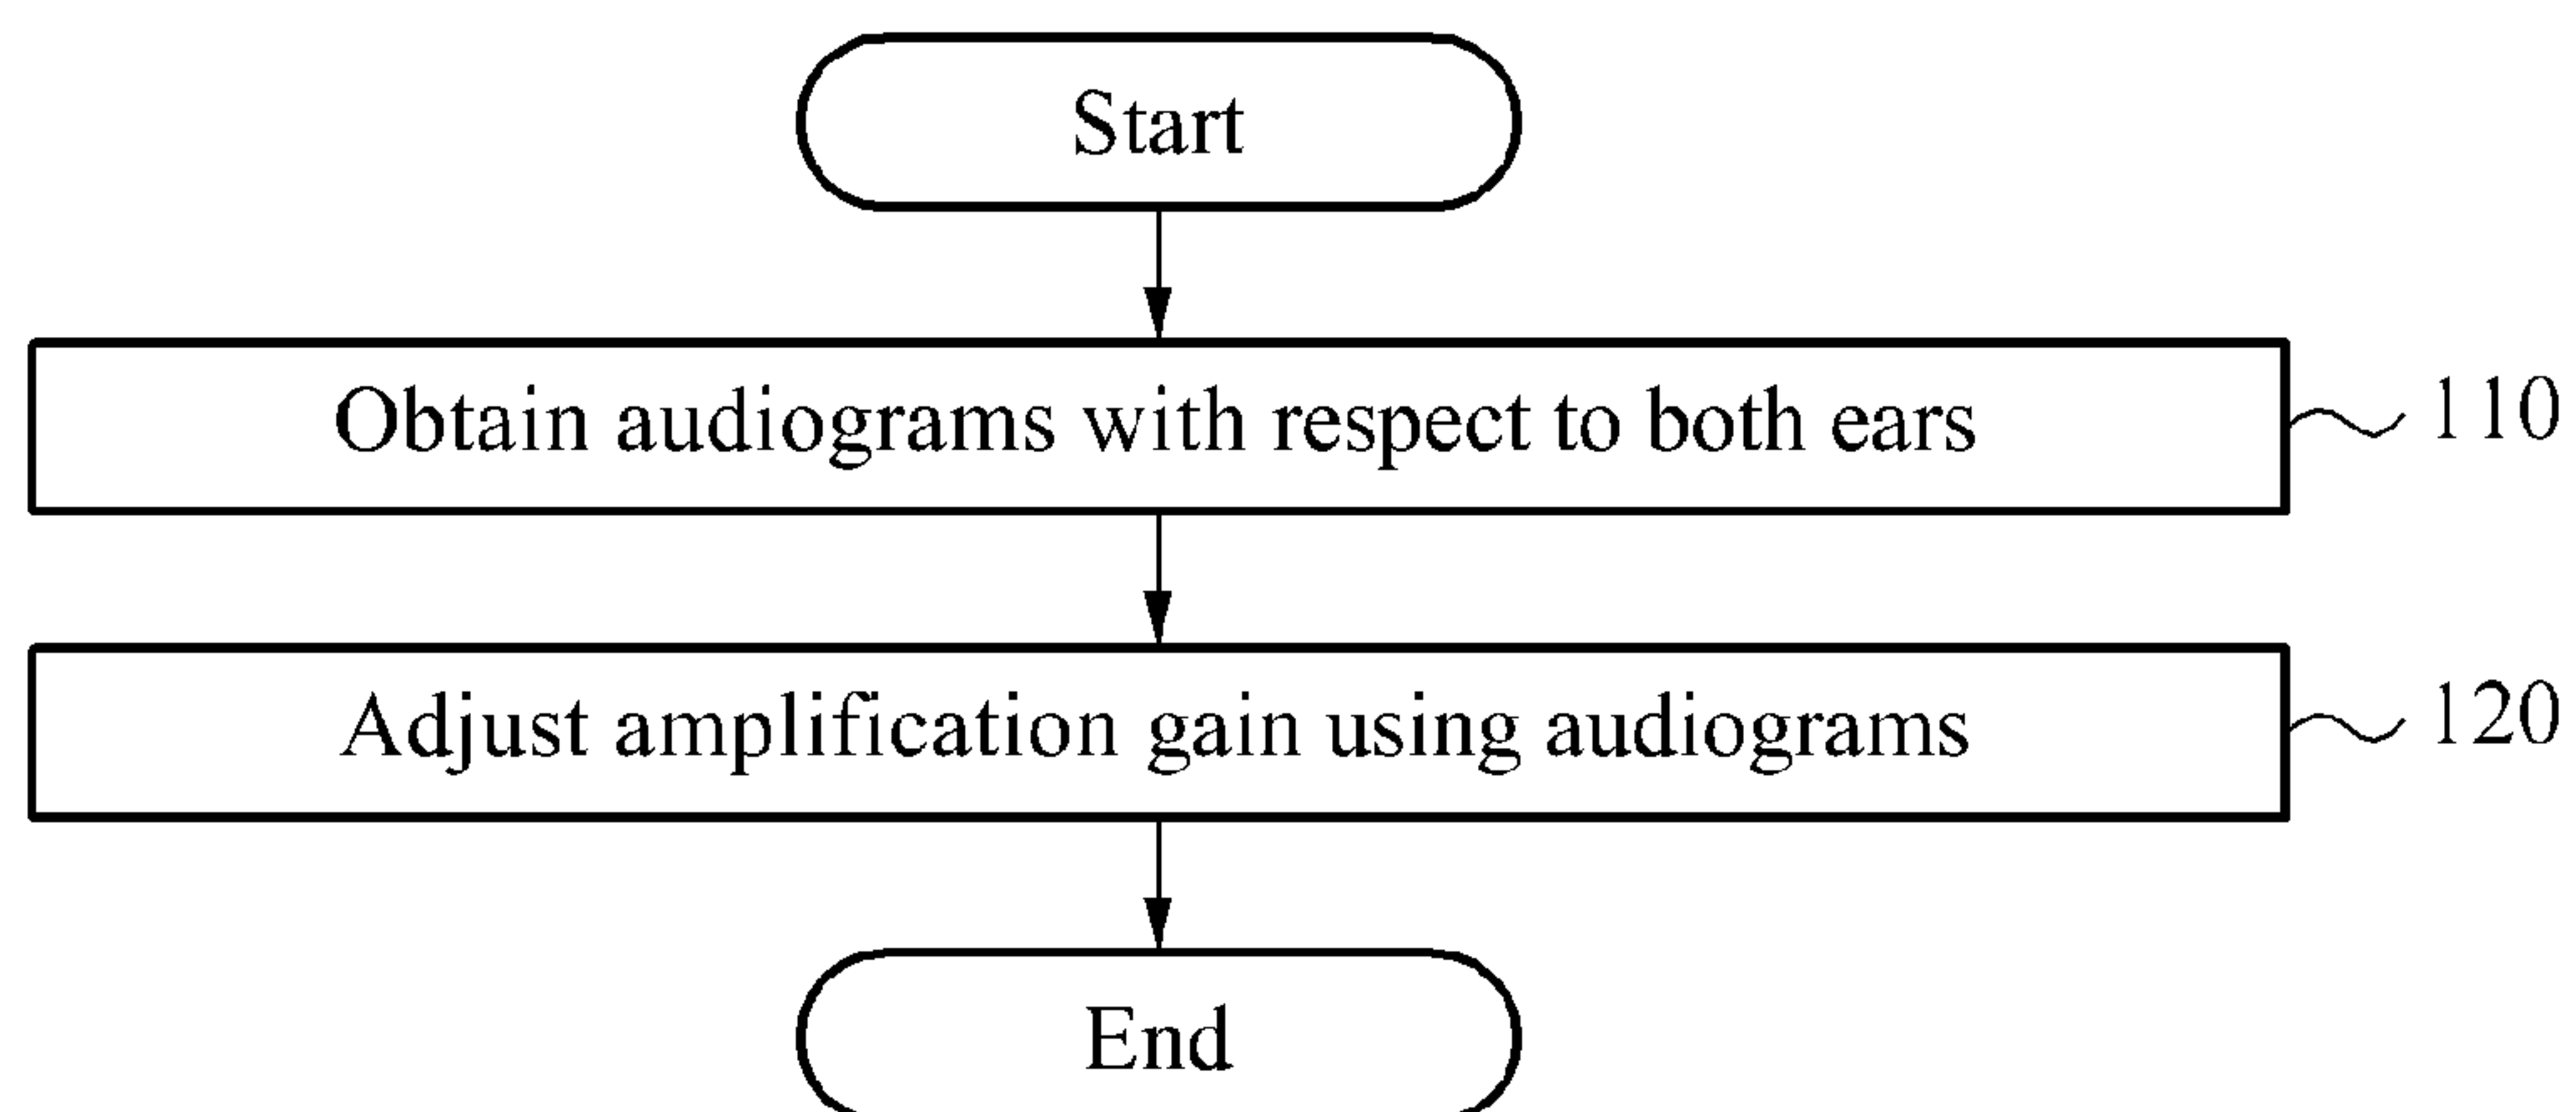 Start
Obtain audiograms with respect to both ears
110
Adjust amplification gain using audiograms
120
End